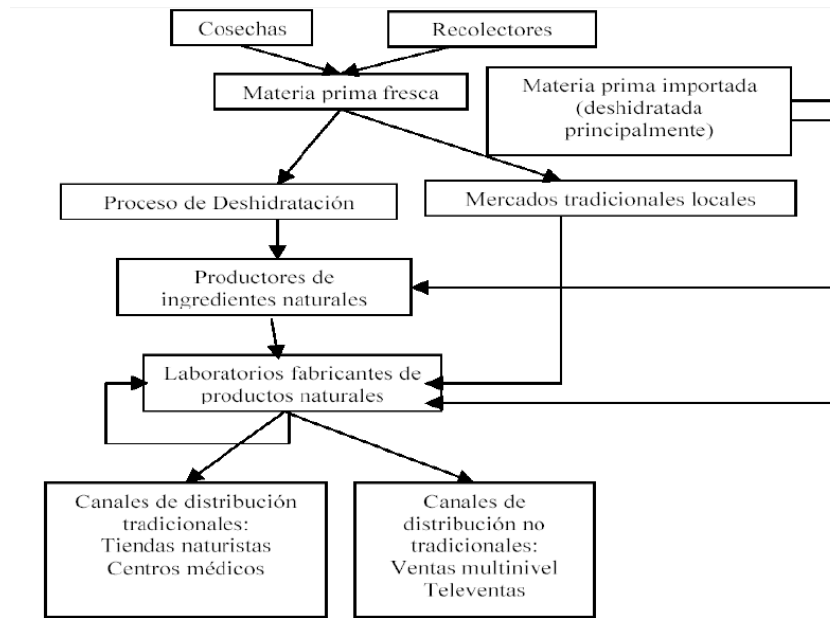 Cosechas
Recolectores
Materia prima fresca
Materia prima importada
(deshidratada
principalmente)
Proceso de Deshidratación
Mercados tradicionales locales
Productores de
ingredientes naturales
Laboratorios fabricantes de
productos naturales
Canales de distribución
tradicionales:
Tiendas naturistas
Centros médicos
Canales de
distribución no
tradicionales:
Ventas multinivel
Televentas